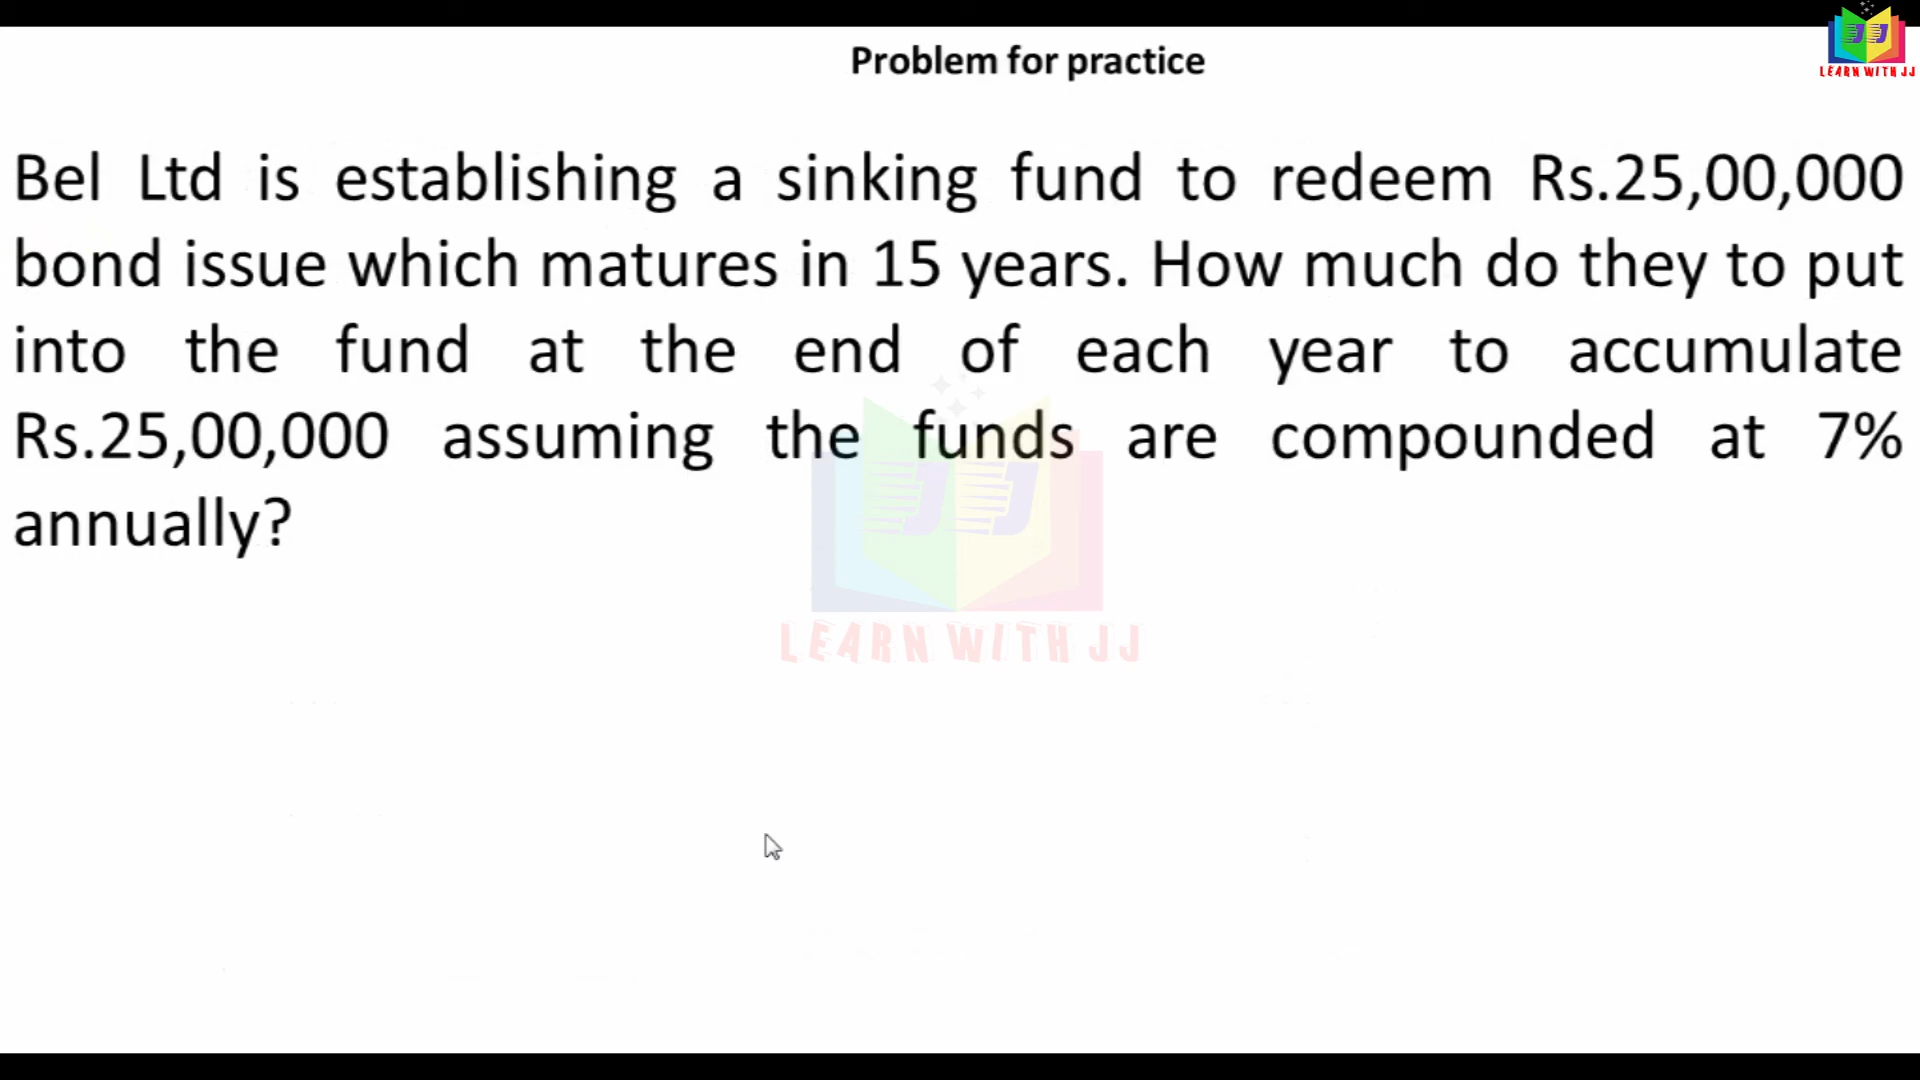 Problem for practice
LEARN WITH JJ
Bel Ltd is establishing a sinking fund to redeem Rs.25,00,000
bond issue which matures in 15 years. How much do they to put
into the fund at the end of each year to accumulate
Rs.25,00,000 assuming the funds are compounded at 7%
annually?
JJ
LEARN WITH JJ